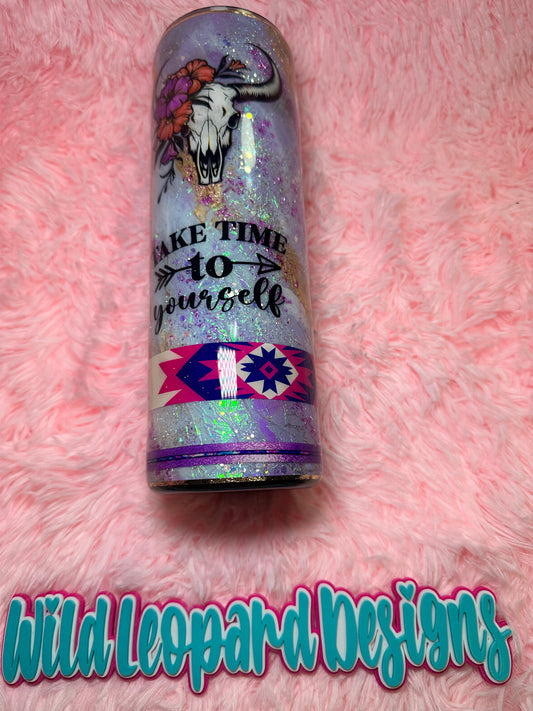 TAKE TIME
to
yourself
Wild Leopard Designs